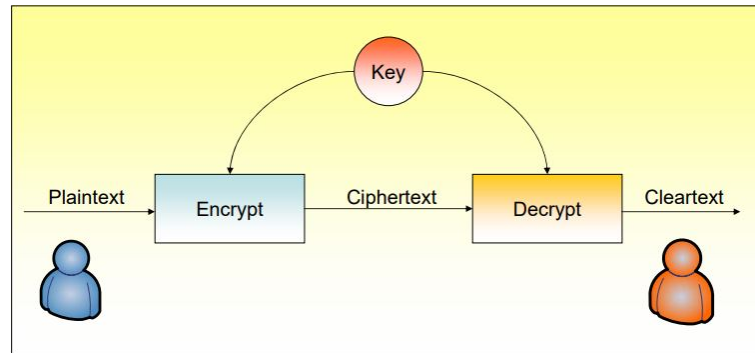 Key
Plaintext
Encrypt
Ciphertext
Decrypt
Cleartext